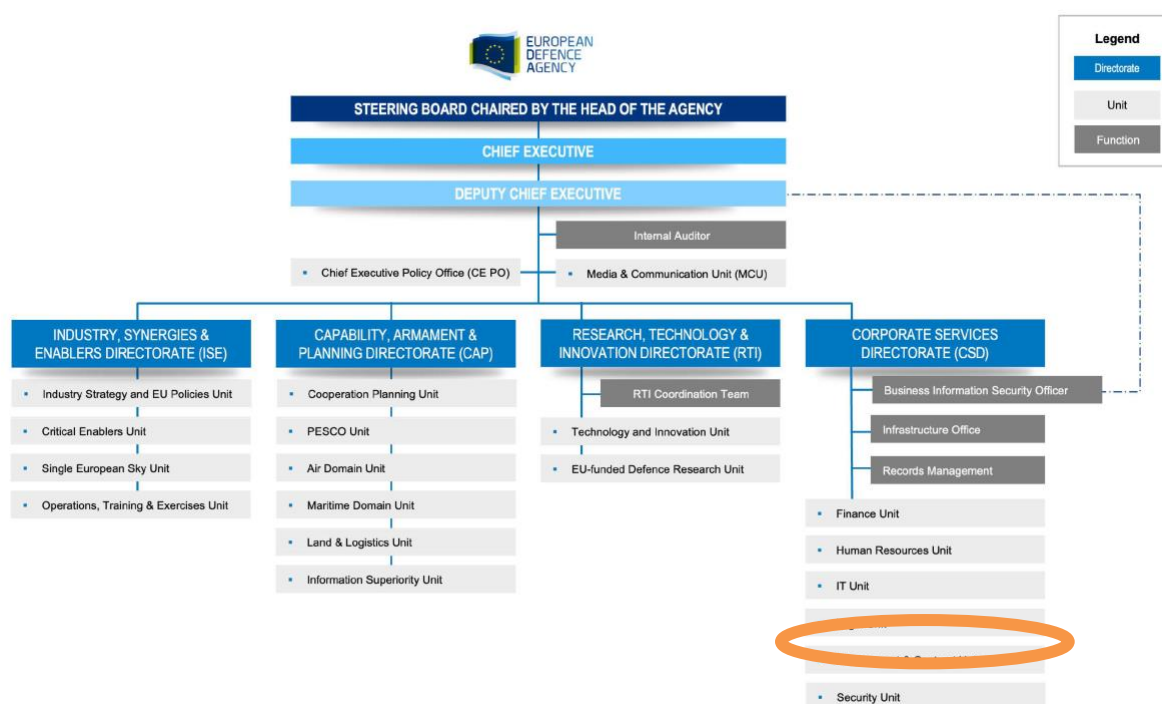 EUROPEAN
DEFENCE
AGENCY
Legend
Directorate
Unit
Function
STEERING BOARD CHAIRED BY THE HEAD OF THE AGENCY
CHIEF EXECUTIVE
DEPUTY CHIEF EXECUTIVE
Internal Auditor
Chief Executive Policy Office (CE PO)
Media & Communication Unit (MCU)
INDUSTRY, SYNERGIES &
ENABLERS DIRECTORATE (ISE)
Industry Strategy and EU Policies Unit
Critical Enablers Unit
Single European Sky Unit
Operations, Training & Exercises Unit
CAPABILITY, ARMAMENT &
PLANNING DIRECTORATE (CAP)
Cooperation Planning Unit
PESCO Unit
Air Domain Unit
Maritime Domain Unit
Land & Logistics Unit
Information Superiority Unit
RESEARCH, TECHNOLOGY &
INNOVATION DIRECTORATE (RTI)
RTI Coordination Team
Technology and Innovation Unit
EU-funded Defence Research Unit
CORPORATE SERVICES
DIRECTORATE (CSD)
Business Information Security Officer
Infrastructure Office
Records Management
Finance Unit
Human Resources Unit
IT Unit
&
Security Unit